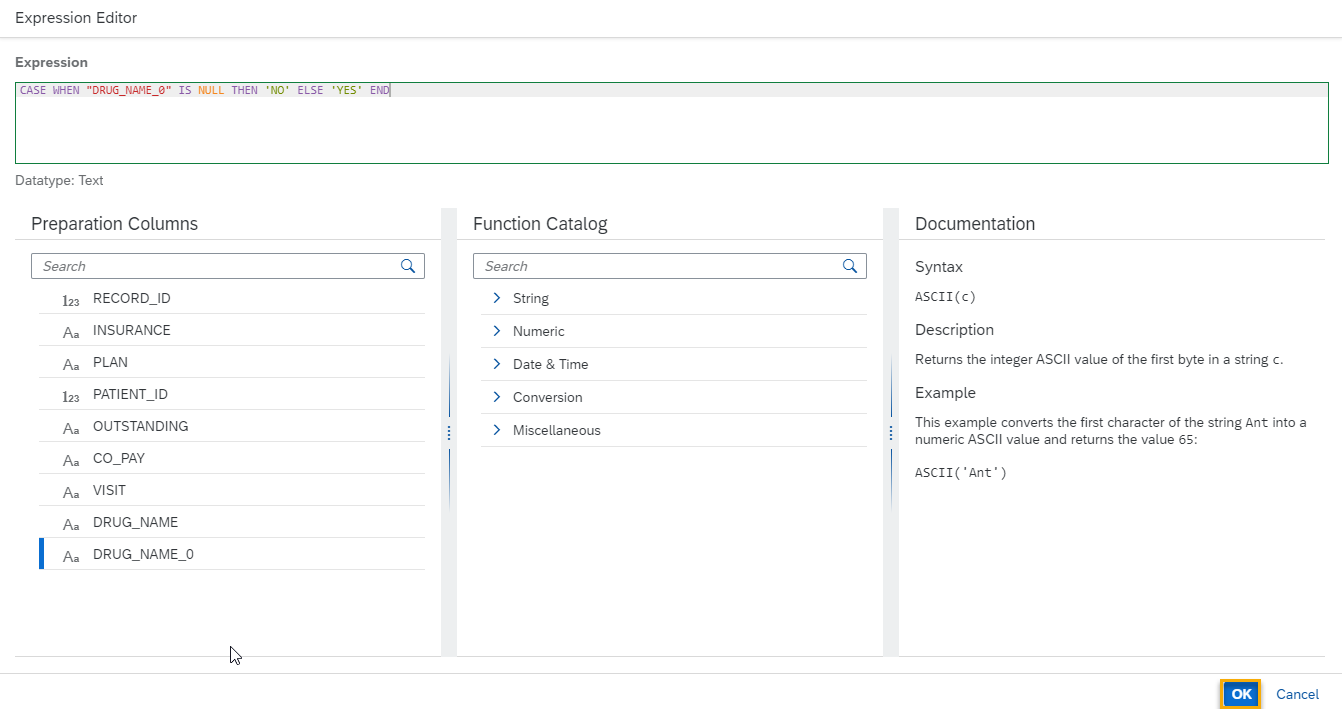 Expression Editor
Expression
CASE WHEN "DRUG_NAME_0" IS NULL THEN 'NO' ELSE 'YES' END
Datatype: Text
Preparation Columns
Search
123 RECORD_ID
Aa INSURANCE
Aa PLAN
123 PATIENT_ID
Aa OUTSTANDING
Aa CO_PAY
Aa VISIT
Aa DRUG_NAME
Aa DRUG_NAME_0
Function Catalog
Search
String
Numeric
Date & Time
Conversion
Miscellaneous
Documentation
Syntax
ASCII(c)
Description
Returns the integer ASCII value of the first byte in a string c.
Example
This example converts the first character of the string Ant into a
numeric ASCII value and returns the value 65:
ASCII('Ant')
OK Cancel